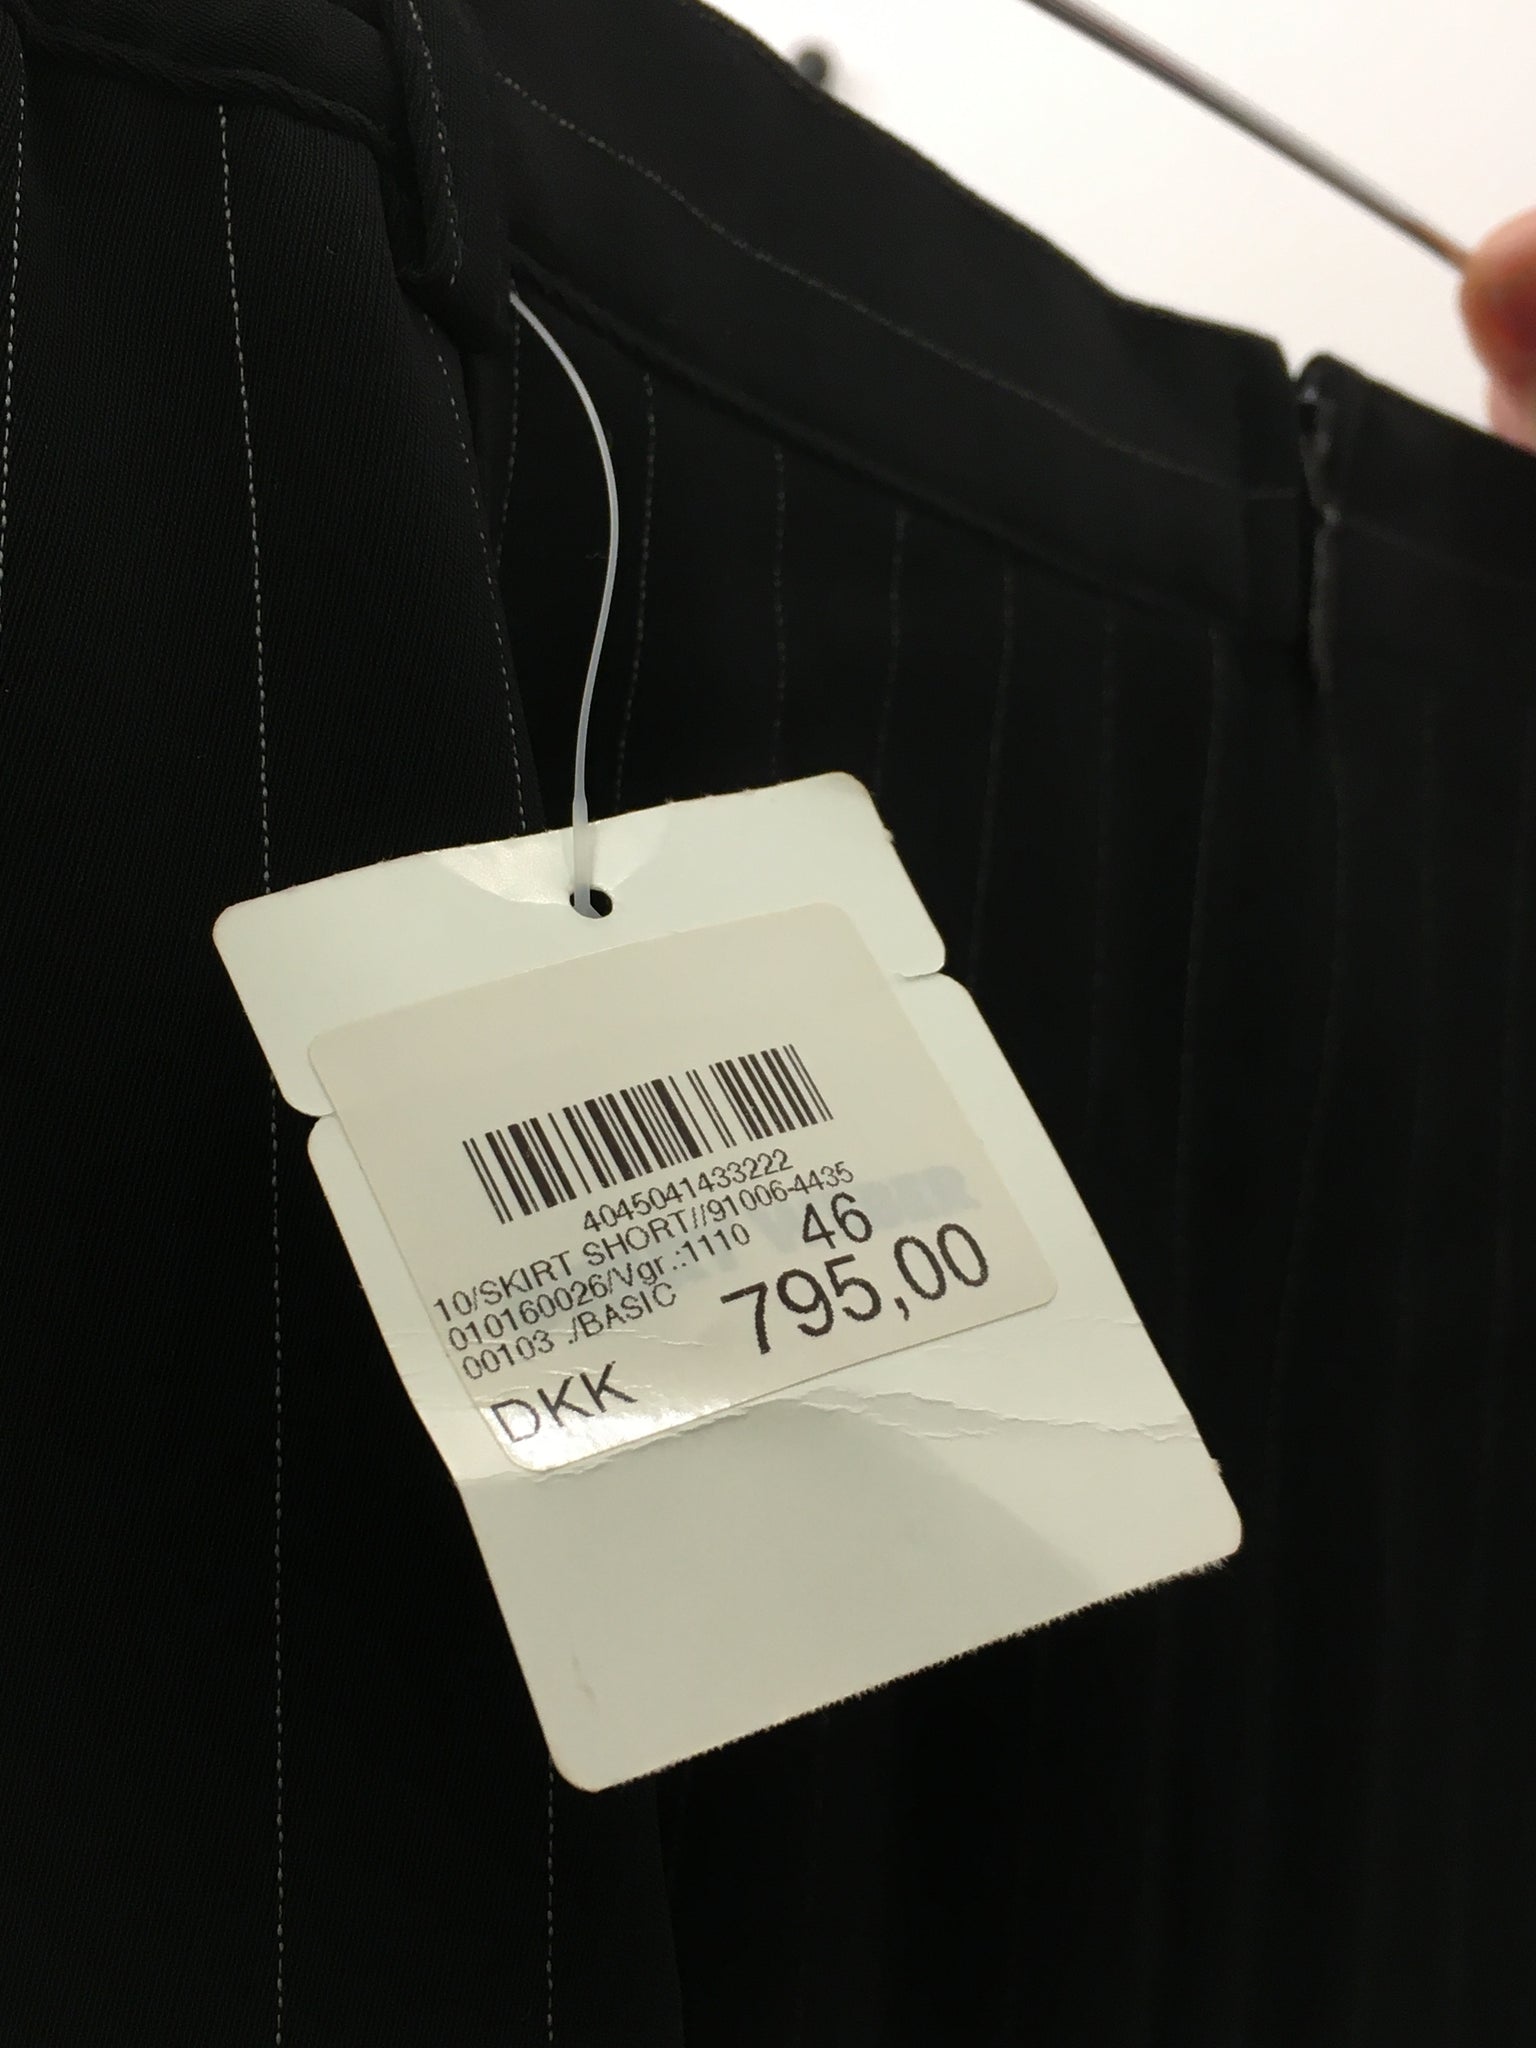 4045041433222
10/SKIRT SHORT//91006-4435
010160026/Vgr.:1110 46
00103 ./BASIC 795,00
DKK